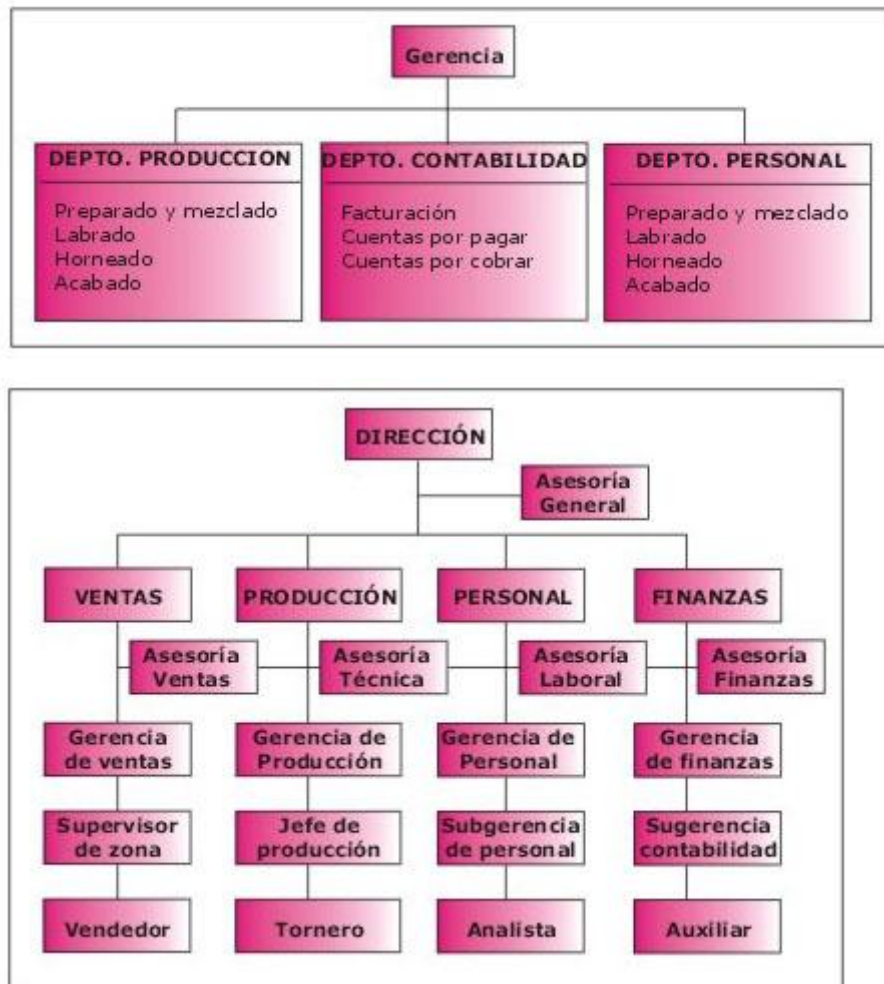 Gerencia
DEPTO. PRODUCCION
Preparado y mezclado
Labrado
Horneado
Acabado
DEPTO. CONTABILIDAD
Facturación
Cuentas por pagar
Cuentas por cobrar
DEPTO. PERSONAL
Preparado y mezclado
Labrado
Horneado
Acabado
DIRECCIÓN
Asesoría
General
VENTAS
PRODUCCIÓN
PERSONAL
FINANZAS
Asesoría
Ventas
Asesoría
Técnica
Asesoría
Laboral
Asesoría
Finanzas
Gerencia
de ventas
Gerencia de
Producción
Gerencia de
Personal
Gerencia
de finanzas
Supervisor
de zona
Jefe de
producción
Subgerencia
de personal
Sugerencia
contabilidad
Vendedor
Tornero
Analista
Auxiliar